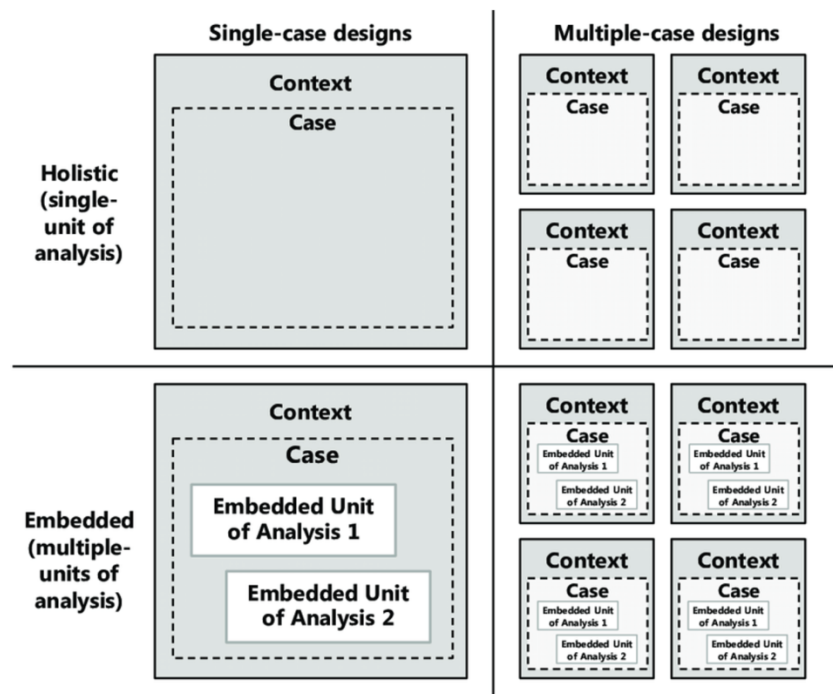 Single-case designs
Multiple-case designs
Holistic
(single-
unit of
analysis)
Context
Case
Context
Case
Context
Case
Context
Case
Context
Case
Embedded
(multiple-
units of
analysis)
Context
Case
Embedded Unit
of Analysis 1
Embedded Unit
of Analysis 2
Context
Case
Embedded Unit
of Analysis 1
Embedded Unit
of Analysis 2
Context
Case
Embedded Unit
of Analysis 1
Embedded Unit
of Analysis 2
Context
Case
Embedded Unit
of Analysis 1
Embedded Unit
of Analysis 2
Context
Case
Embedded Unit
of Analysis 1
Embedded Unit
of Analysis 2